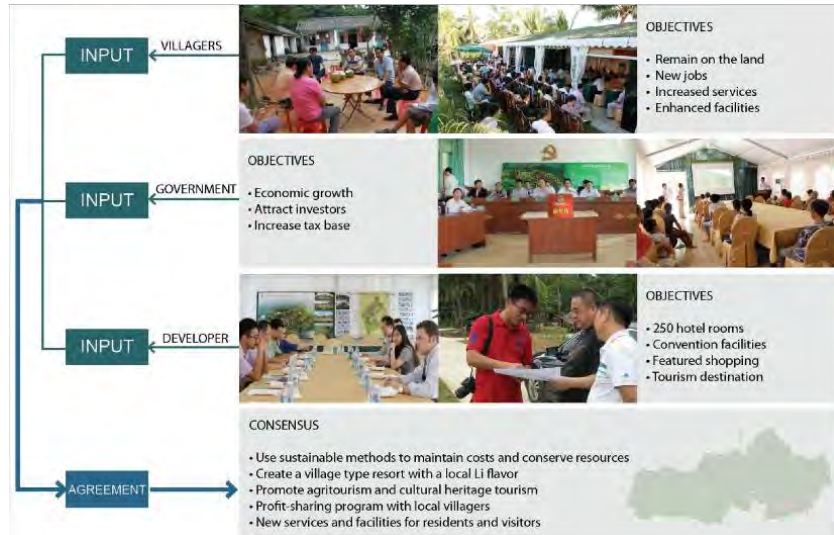 INPUT
VILLAGERS
OBJECTIVES
• Remain on the land
• New jobs
• Increased services
• Enhanced facilities
INPUT
GOVERNMENT
OBJECTIVES
• Economic growth
• Attract investors
• Increase tax base
INPUT
DEVELOPER
OBJECTIVES
• 250 hotel rooms
• Convention facilities
• Featured shopping
• Tourism destination
AGREEMENT
CONSENSUS
• Use sustainable methods to maintain costs and conserve resources
• Create a village type resort with a local Li flavor
• Promote agritourism and cultural heritage tourism
• Profit-sharing program with local villagers
• New services and facilities for residents and visitors